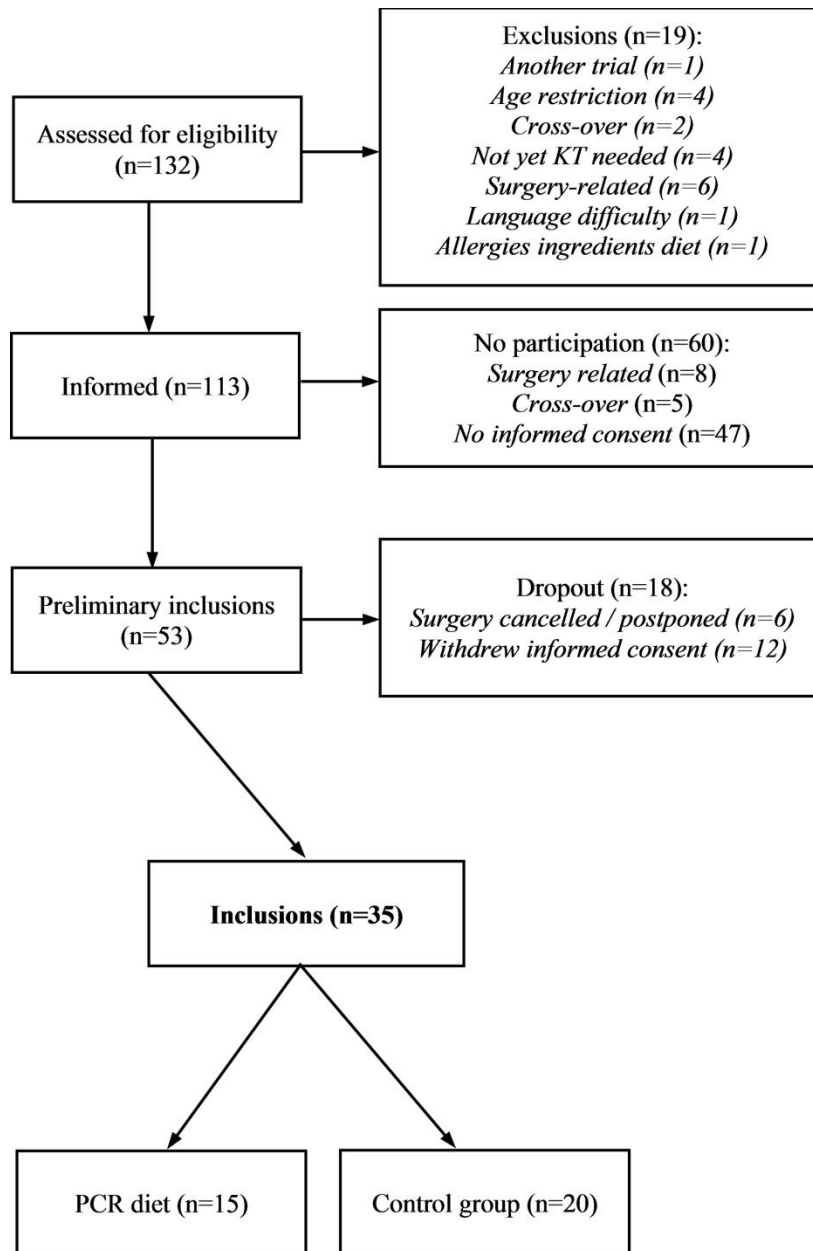 Assessed for eligibility
(n=132)
Exclusions (n=19):
Another trial (n=1)
Age restriction (n=4)
Cross-over (n=2)
Not yet KT needed (n=4)
Surgery-related (n=6)
Language difficulty (n=1)
Allergies ingredients diet (n=1)
Informed (n=113)
No participation (n=60):
Surgery related (n=8)
Cross-over (n=5)
No informed consent (n=47)
Preliminary inclusions
(n=53)
Dropout (n=18):
Surgery cancelled / postponed (n=6)
Withdrew informed consent (n=12)
Inclusions (n=35)
PCR diet (n=15)
Control group (n=20)